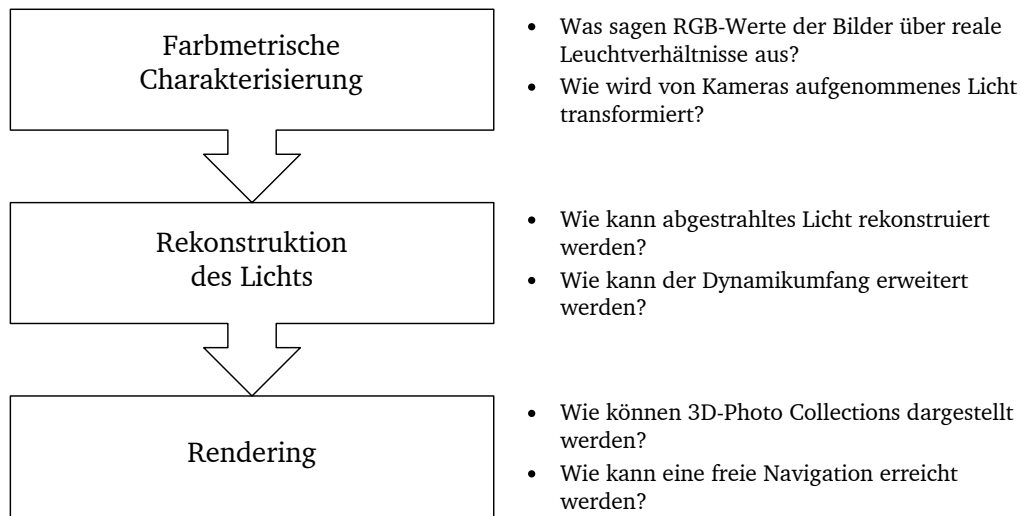 Farbmetrische
Charakterisierung
• Was sagen RGB-Werte der Bilder über reale
Leuchtverhältnisse aus?
• Wie wird von Kameras aufgenommenes Licht
transformiert?
Rekonstruktion
des Lichts
• Wie kann abgestrahltes Licht rekonstruiert
werden?
• Wie kann der Dynamikumfang erweitert
werden?
Rendering
• Wie können 3D-Photo Collections dargestellt
werden?
• Wie kann eine freie Navigation erreicht
werden?